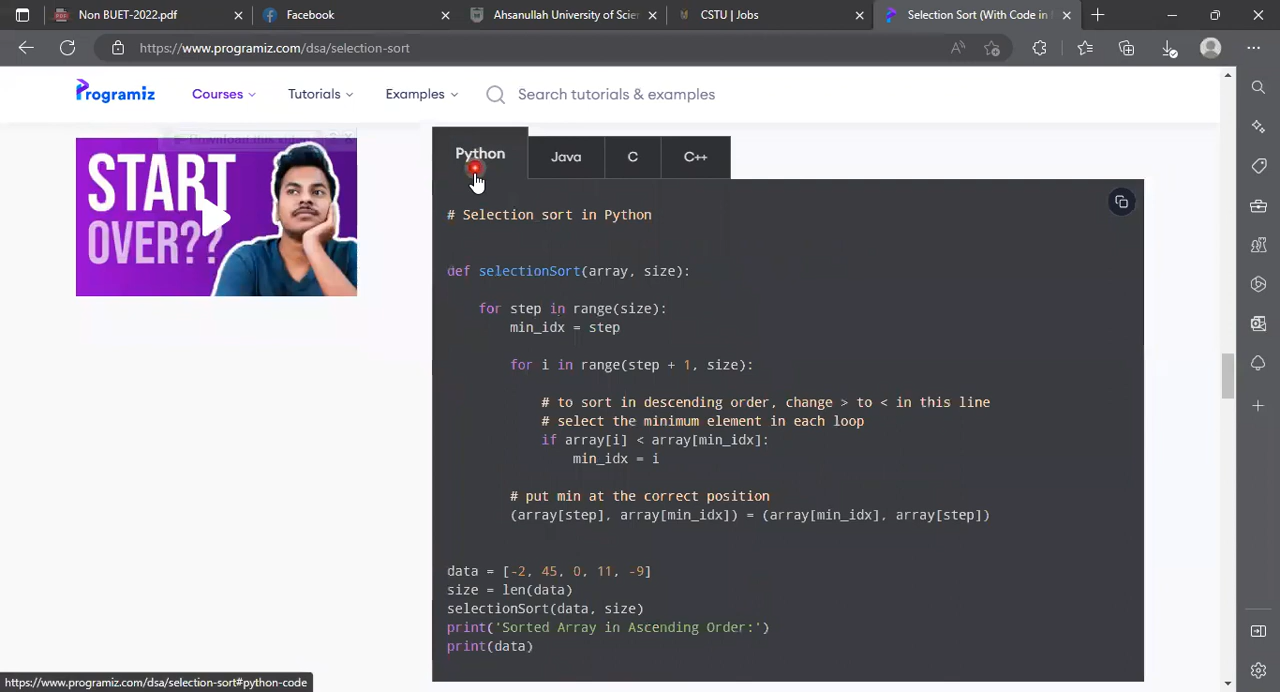 Non BUET-2022.pdf
Facebook
Ahsanullah University of Scien
CSTU | Jobs
Selection Sort (With Code in
https://www.programiz.com/dsa/selection-sort
Programiz
Courses
Tutorials
Examples
Search tutorials & examples
Download this video
START
OVER??
Python
Java
C
C++
# Selection sort in Python
def selectionSort(array, size):
for step in range(size):
min_idx = step
for i in range(step + 1, size):
# to sort in descending order, change > to < in this line
# select the minimum element in each loop
if array[i] < array[min_idx]:
min_idx = i
# put min at the correct position
(array[step], array[min_idx]) = (array[min_idx], array[step])
data = [-2, 45, 0, 11, -9]
size = len(data)
selectionSort(data, size)
print('Sorted Array in Ascending Order:')
print(data)
https://www.programiz.com/dsa/selection-sort#python-code